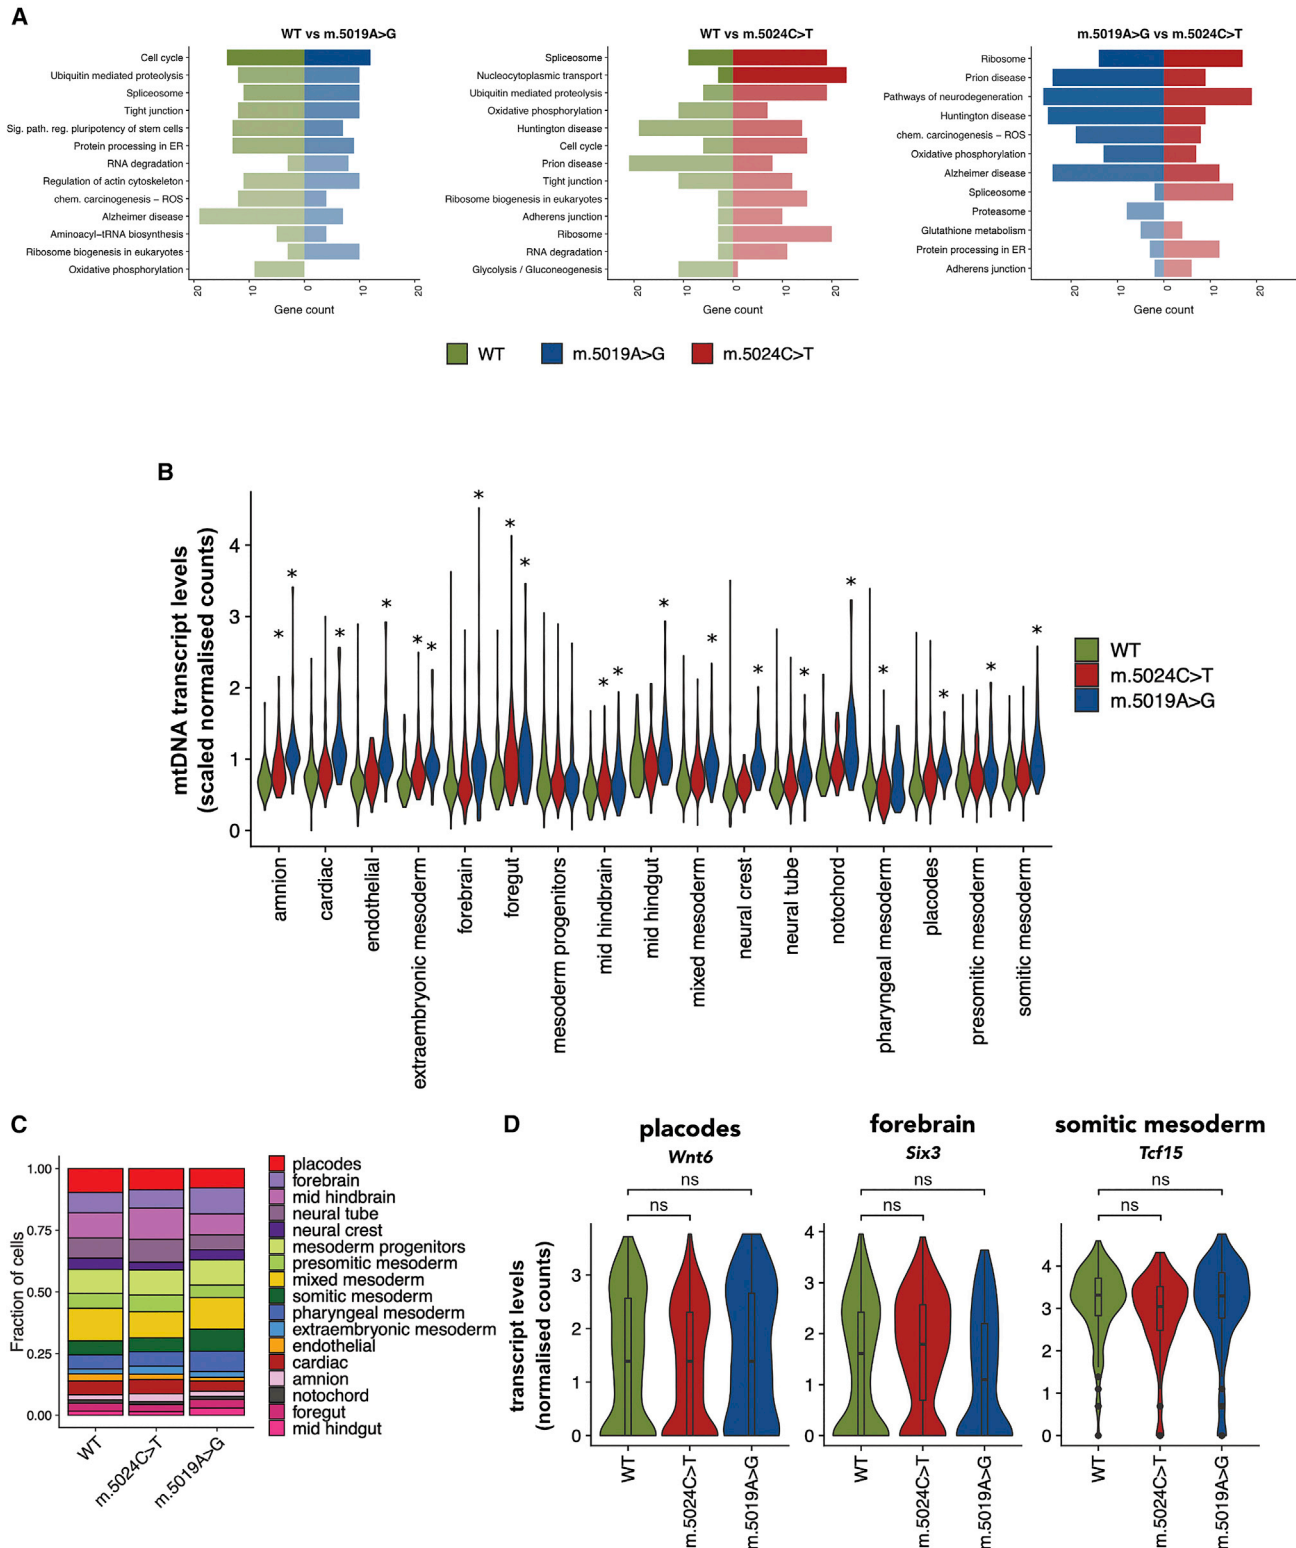 A
WT vs m.5019A>G
Cell cycle
Ubiquitin mediated proteolysis
Spliceosome
Tight junction
Sig. path. reg. pluripotency of stem cells
Protein processing in ER
RNA degradation
Regulation of actin cytoskeleton
chem. carcinogenesis − ROS
Alzheimer disease
Aminoacyl−tRNA biosynthesis
Ribosome biogenesis in eukaryotes
Oxidative phosphorylation
20 10 0 10 20
Gene count
WT vs m.5024C>T
Spliceosome
Nucleocytoplasmic transport
Ubiquitin mediated proteolysis
Oxidative phosphorylation
Huntington disease
Cell cycle
Prion disease
Tight junction
Ribosome biogenesis in eukaryotes
Adherens junction
Ribosome
RNA degradation
Glycolysis / Gluconeogenesis
20 10 0 10 20
Gene count
m.5019A>G vs m.5024C>T
Ribosome
Prion disease
Pathways of neurodegeneration
Huntington disease
chem. carcinogenesis − ROS
Oxidative phosphorylation
Alzheimer disease
Spliceosome
Proteasome
Glutathione metabolism
Protein processing in ER
Adherens junction
20 10 0 10 20
Gene count
WT m.5019A>G m.5024C>T
B
mtDNA transcript levels
(scaled normalised counts)
4
3
2
1
0
* * * * * * * * * * * * * * * * * * * * *
amnion
cardiac
endothelial
extraembryonic mesoderm
forebrain
foregut
mesoderm progenitors
mid hindbrain
mid hindgut
mixed mesoderm
neural crest
neural tube
notochord
pharyngeal mesoderm
placodes
presomitic mesoderm
somitic mesoderm
WT
m.5024C>T
m.5019A>G
C
Fraction of cells
1.00
0.75
0.50
0.25
0.00
WT
m.5024C>T
m.5019A>G
placodes
forebrain
mid hindbrain
neural tube
neural crest
mesoderm progenitors
presomitic mesoderm
mixed mesoderm
somitic mesoderm
pharyngeal mesoderm
extraembryonic mesoderm
endothelial
cardiac
amnion
notochord
foregut
mid hindgut
D
transcript levels
(normalised counts)
placodes
Wnt6
ns
ns
3
2
1
0
WT
m.5024C>T
m.5019A>G
forebrain
Six3
ns
ns
4
3
2
1
0
WT
m.5024C>T
m.5019A>G
somitic mesoderm
Tcf15
ns
ns
4
3
2
1
0
WT
m.5024C>T
m.5019A>G